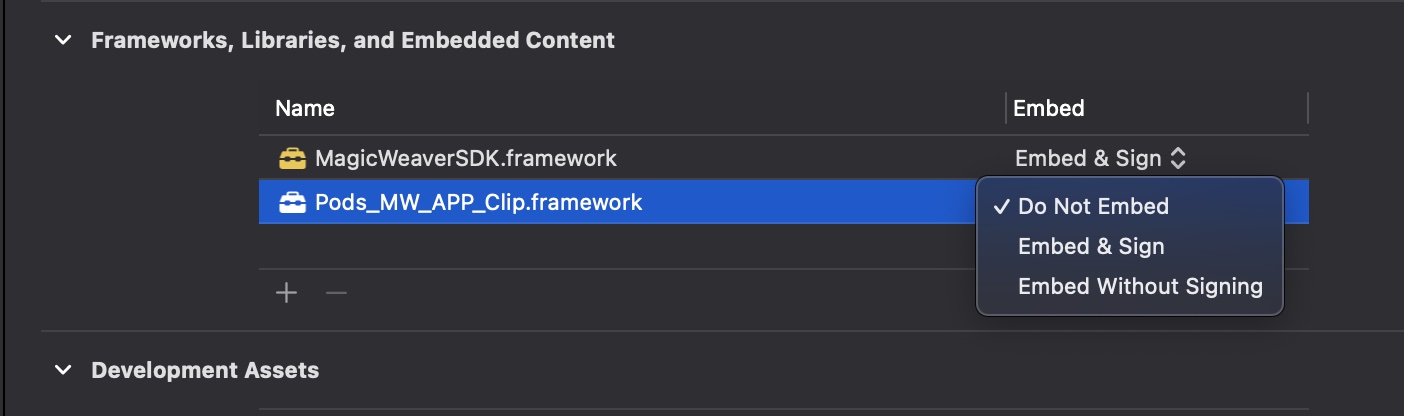 Frameworks, Libraries, and Embedded Content
Name Embed
MagicWeaverSDK.framework Embed & Sign
Pods_MW_APP_Clip.framework Do Not Embed
Embed & Sign
Embed Without Signing
Development Assets